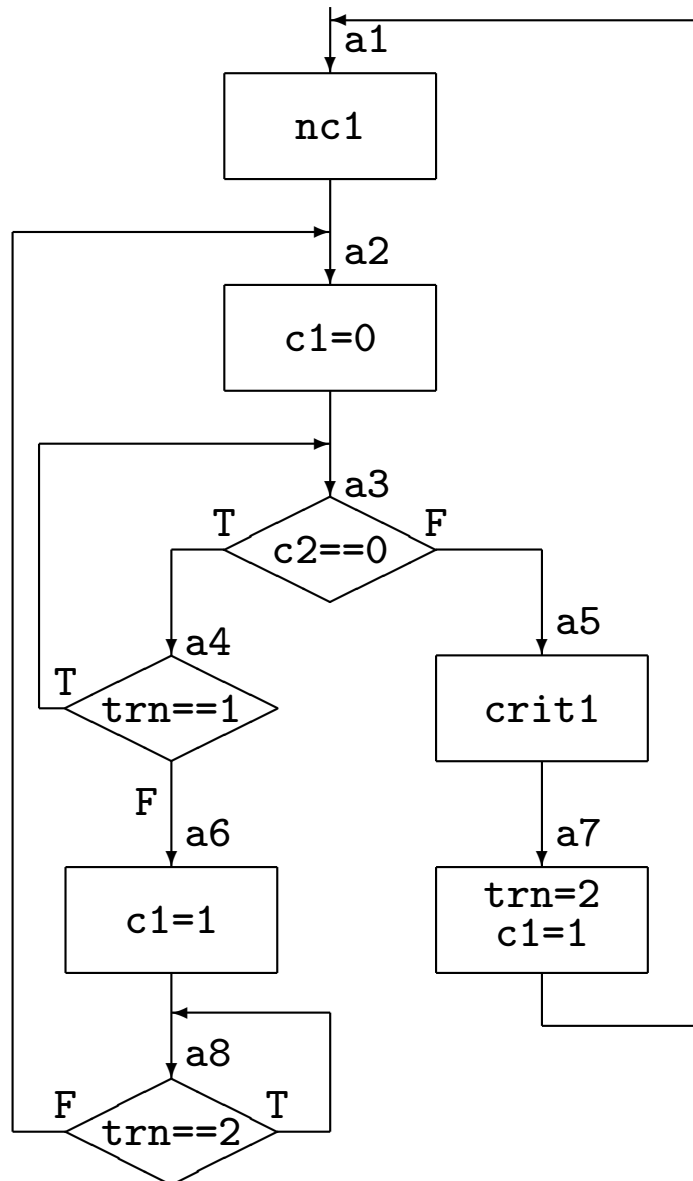 a1
nc1
a2
c1=0
a3
T
F
c2==0
a4
a5
T
trn==1
crit1
F
a6
a7
c1=1
trn=2
c1=1
a8
F
T
trn==2